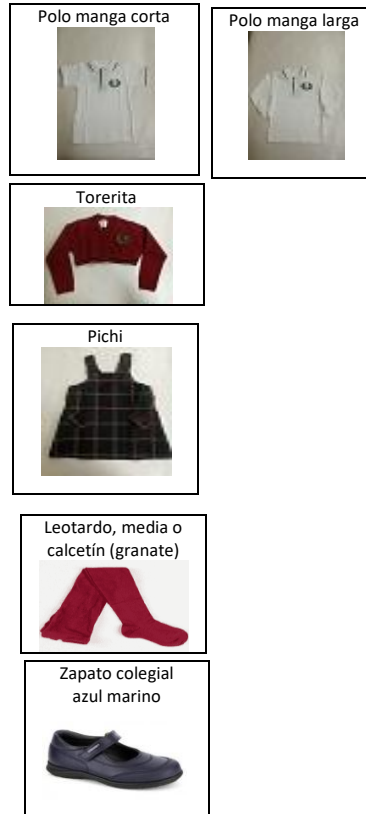 Polo manga corta
Polo manga larga
Torerita
Pichi
Leotardo, media o
calcetín (granate)
Zapato colegial
azul marino